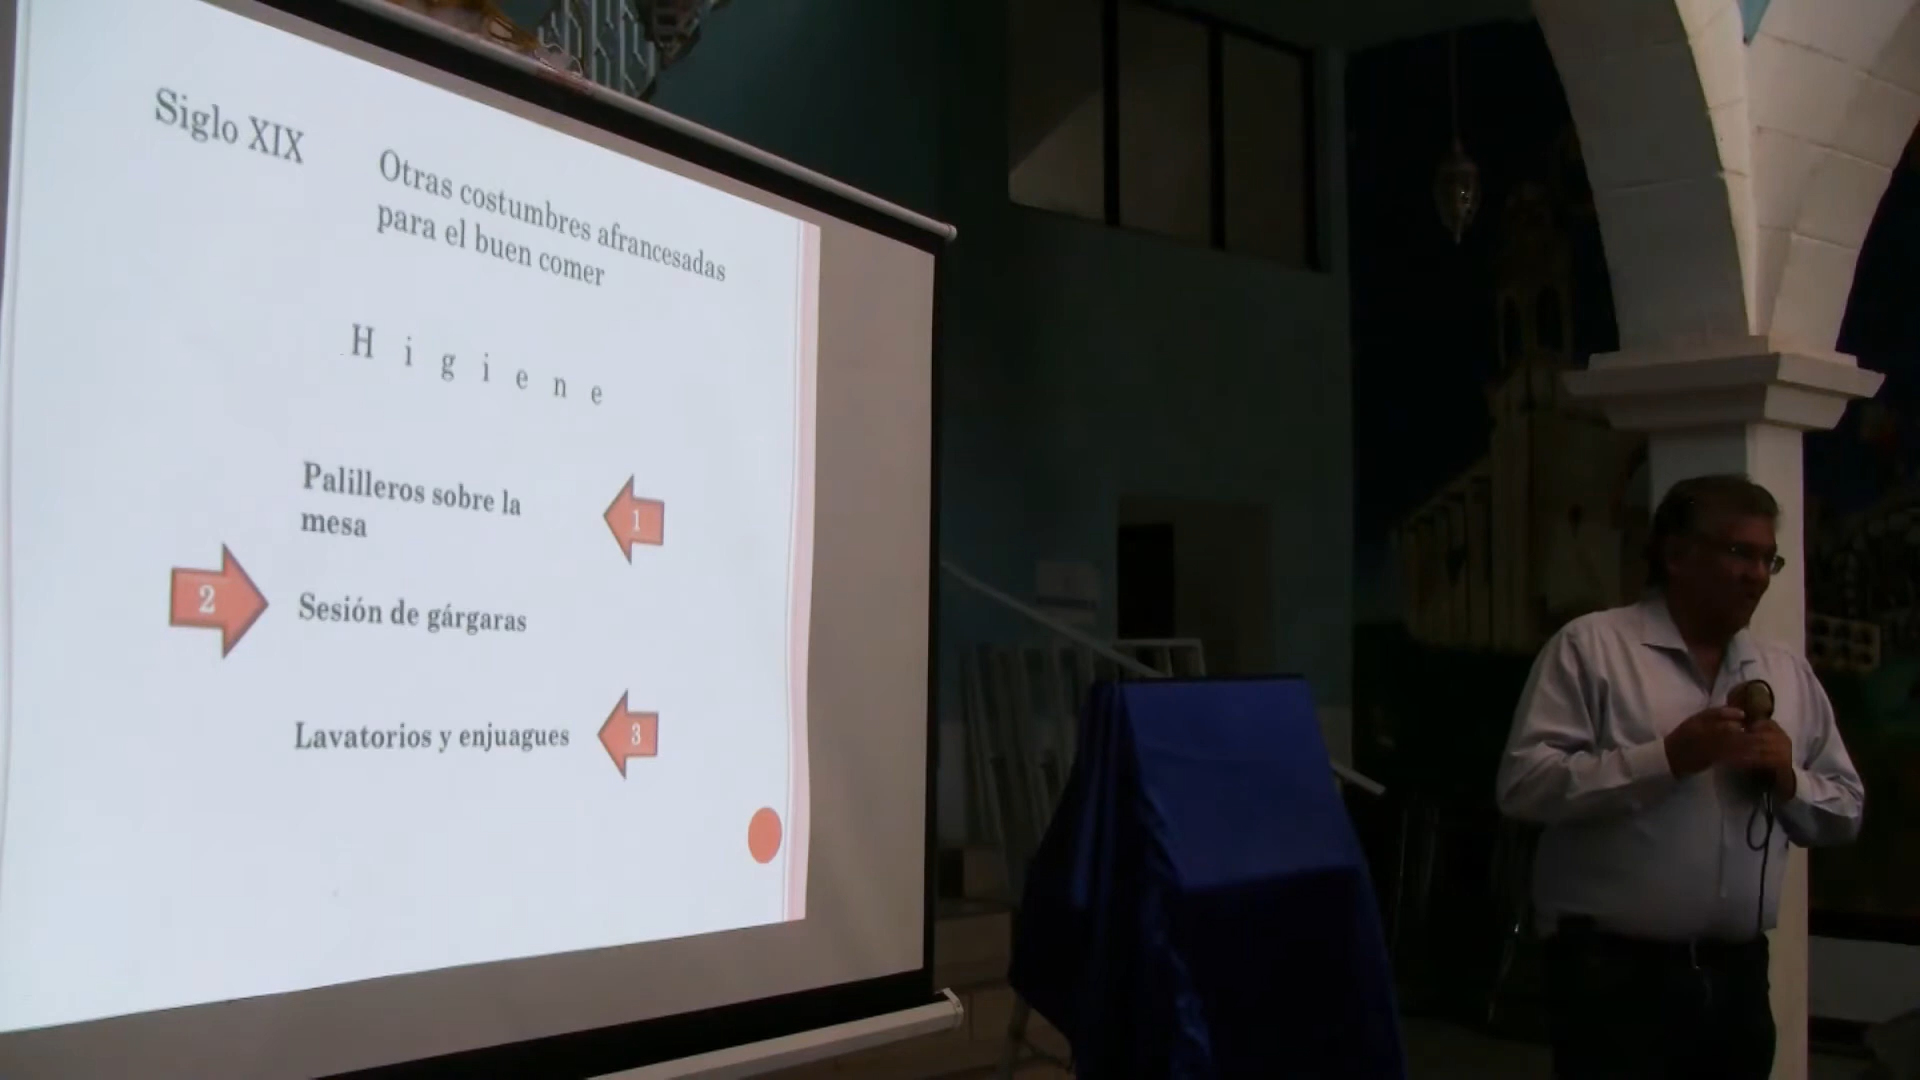 Siglo XIX
Otras costumbres afrancesadas
para el buen comer
Higiene
Palilleros sobre la
mesa
1
2
Sesión de gárgaras
Lavatorios y enjuagues
3